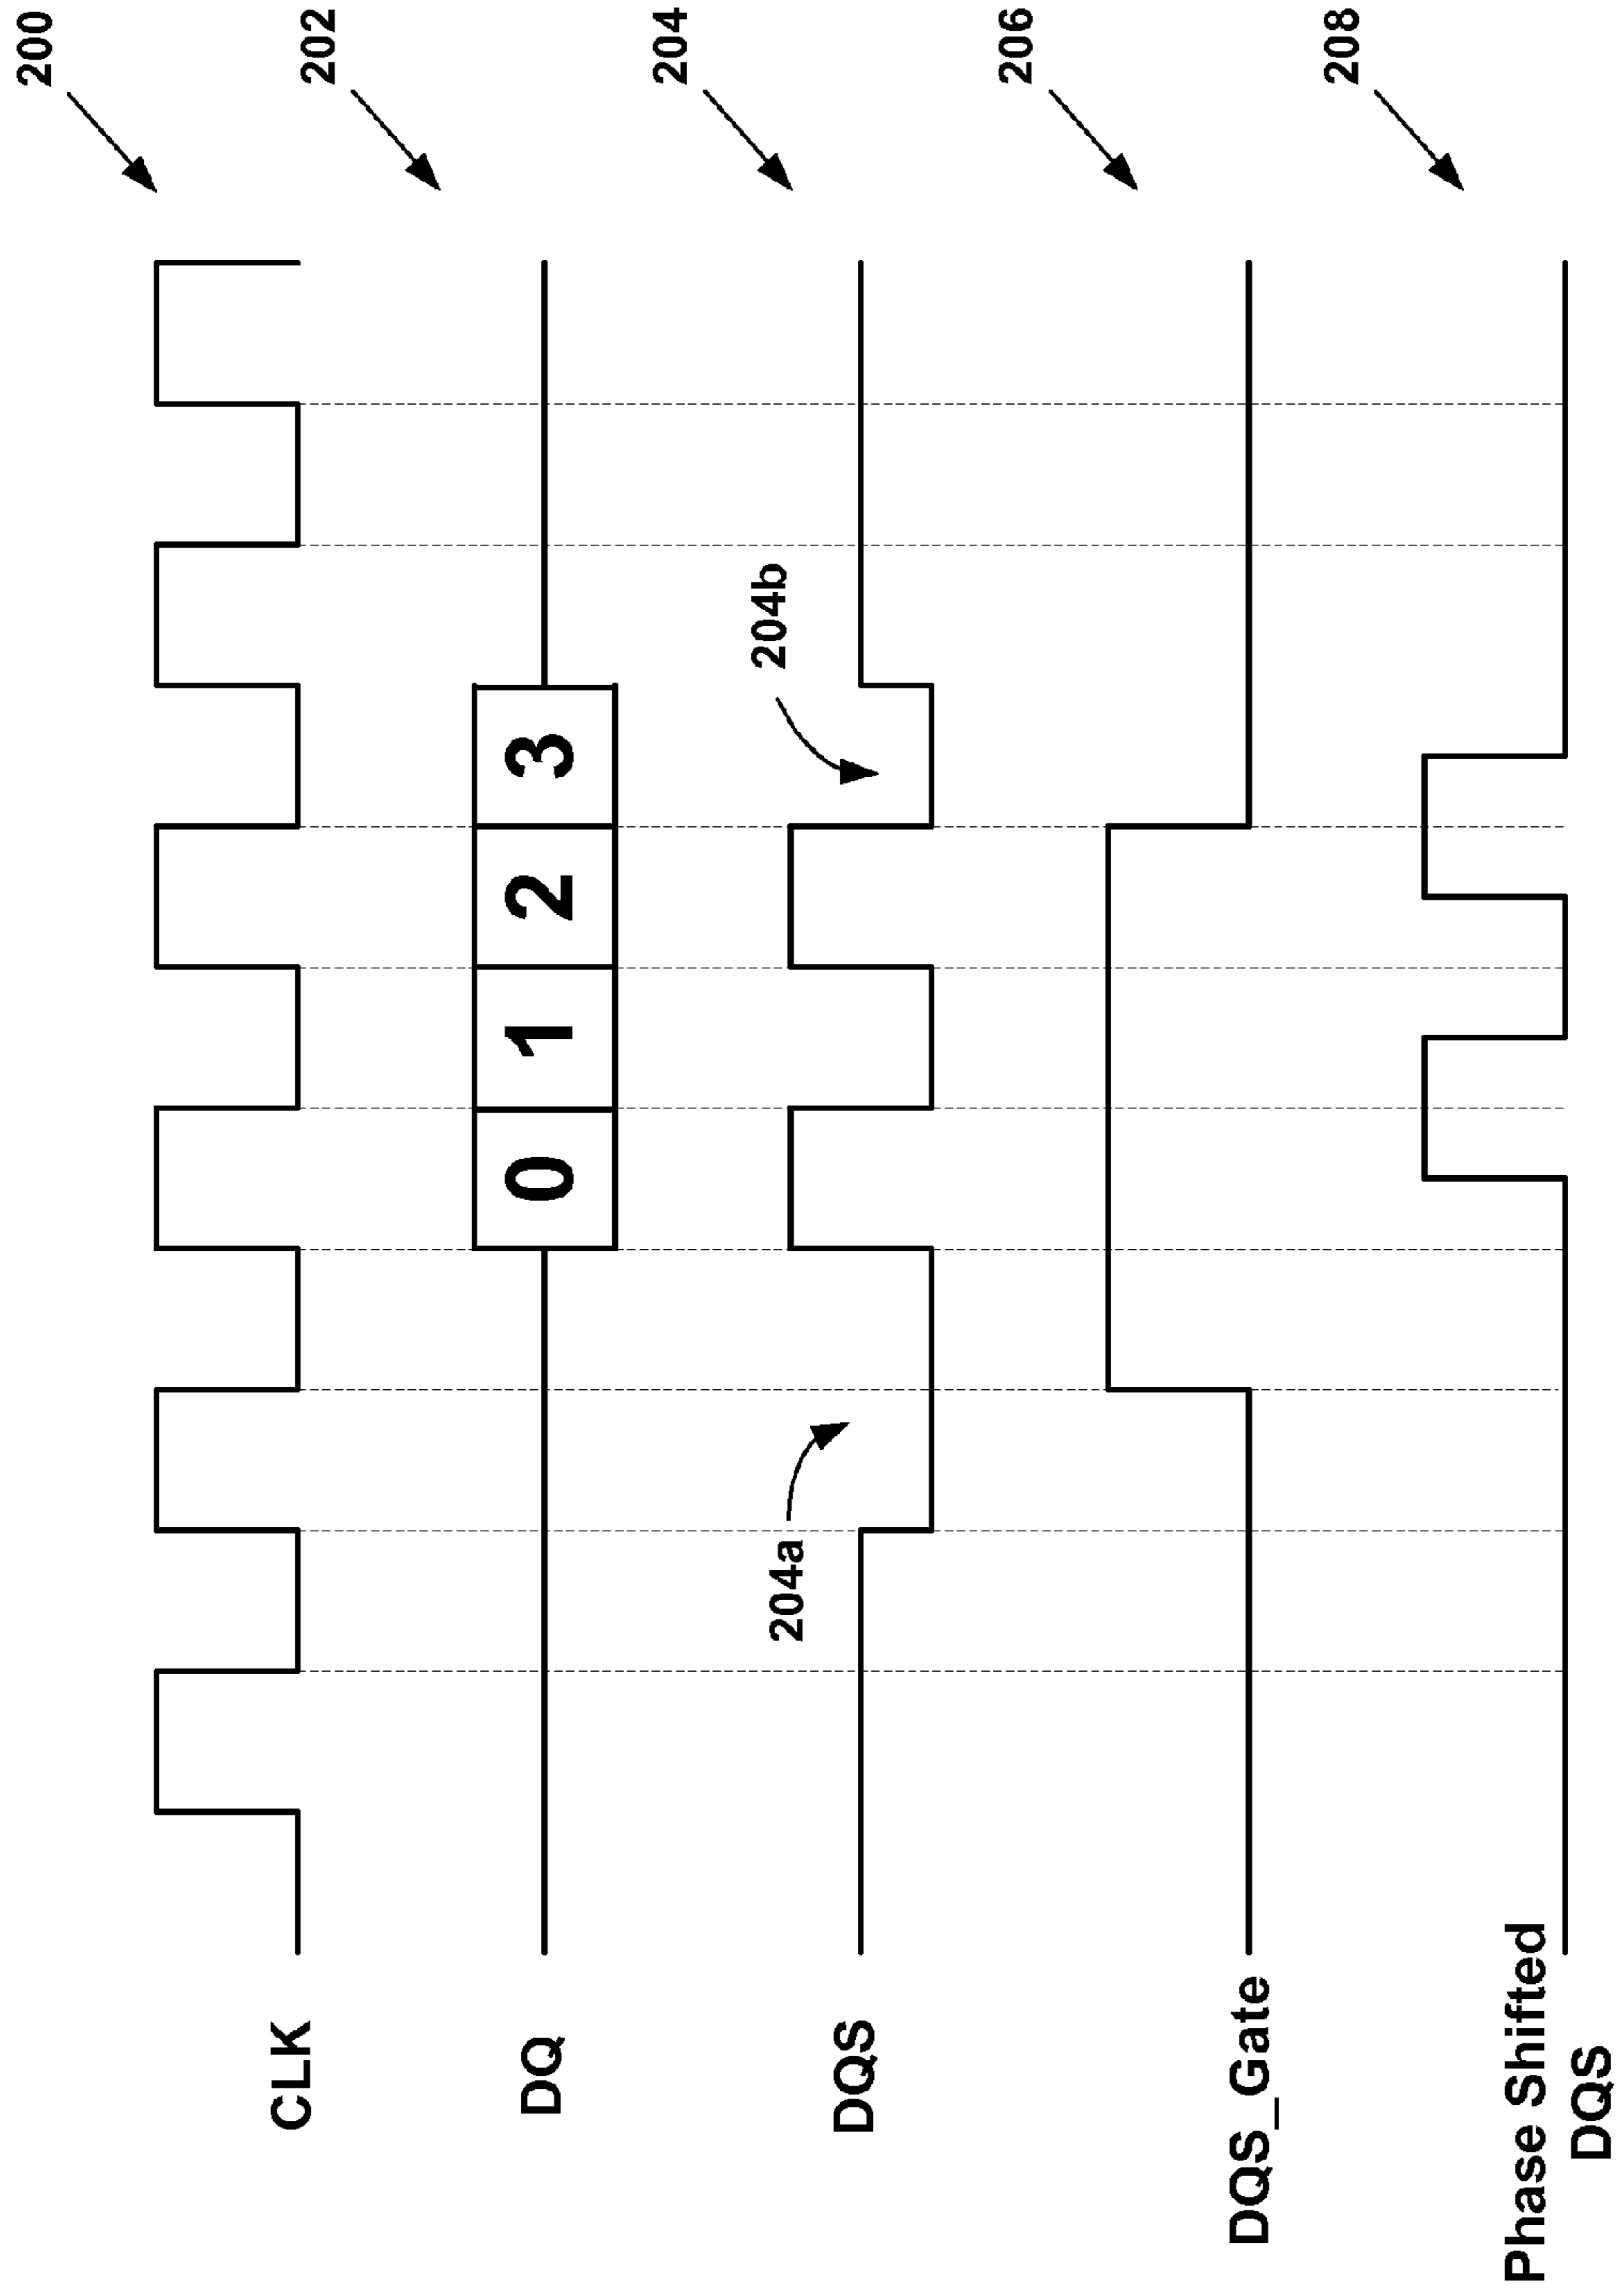 CLK
200
DQ
0 1 2 3
202
DQS
204a
204b
204
DQS_Gate
206
Phase Shifted
DQS
208